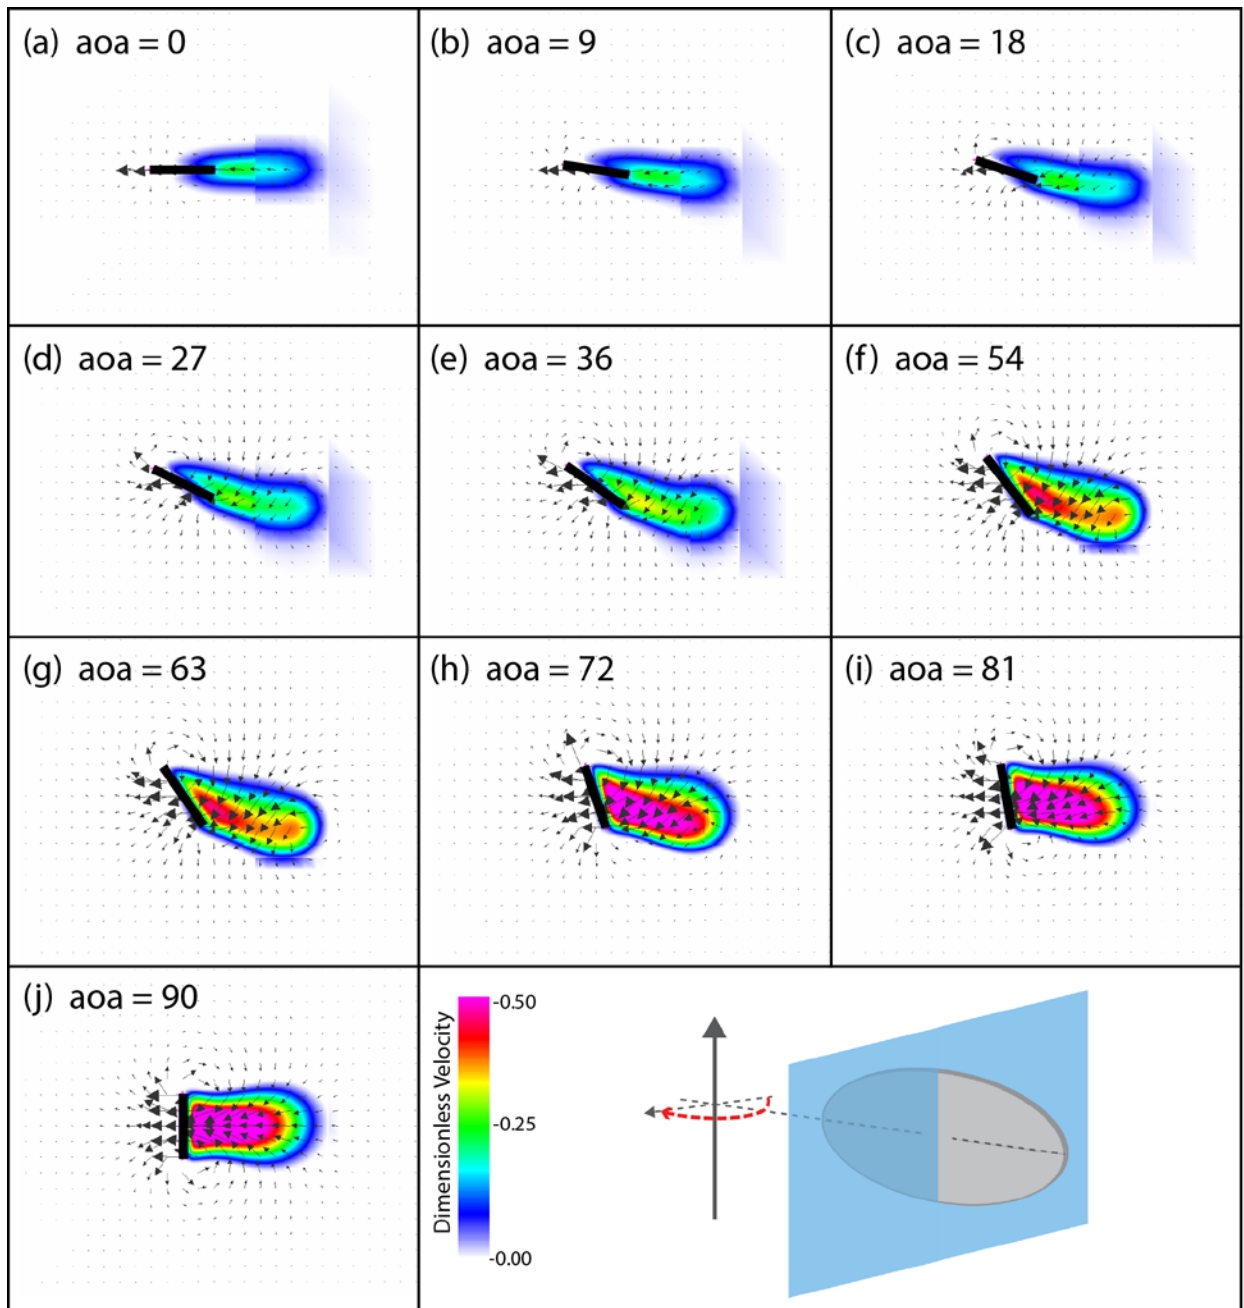 (a) aoa = 0
(b) aoa = 9
(c) aoa = 18
(d) aoa = 27
(e) aoa = 36
(f) aoa = 54
(g) aoa = 63
(h) aoa = 72
(i) aoa = 81
(j) aoa = 90
Dimensionless Velocity
-0.50
-0.25
-0.00